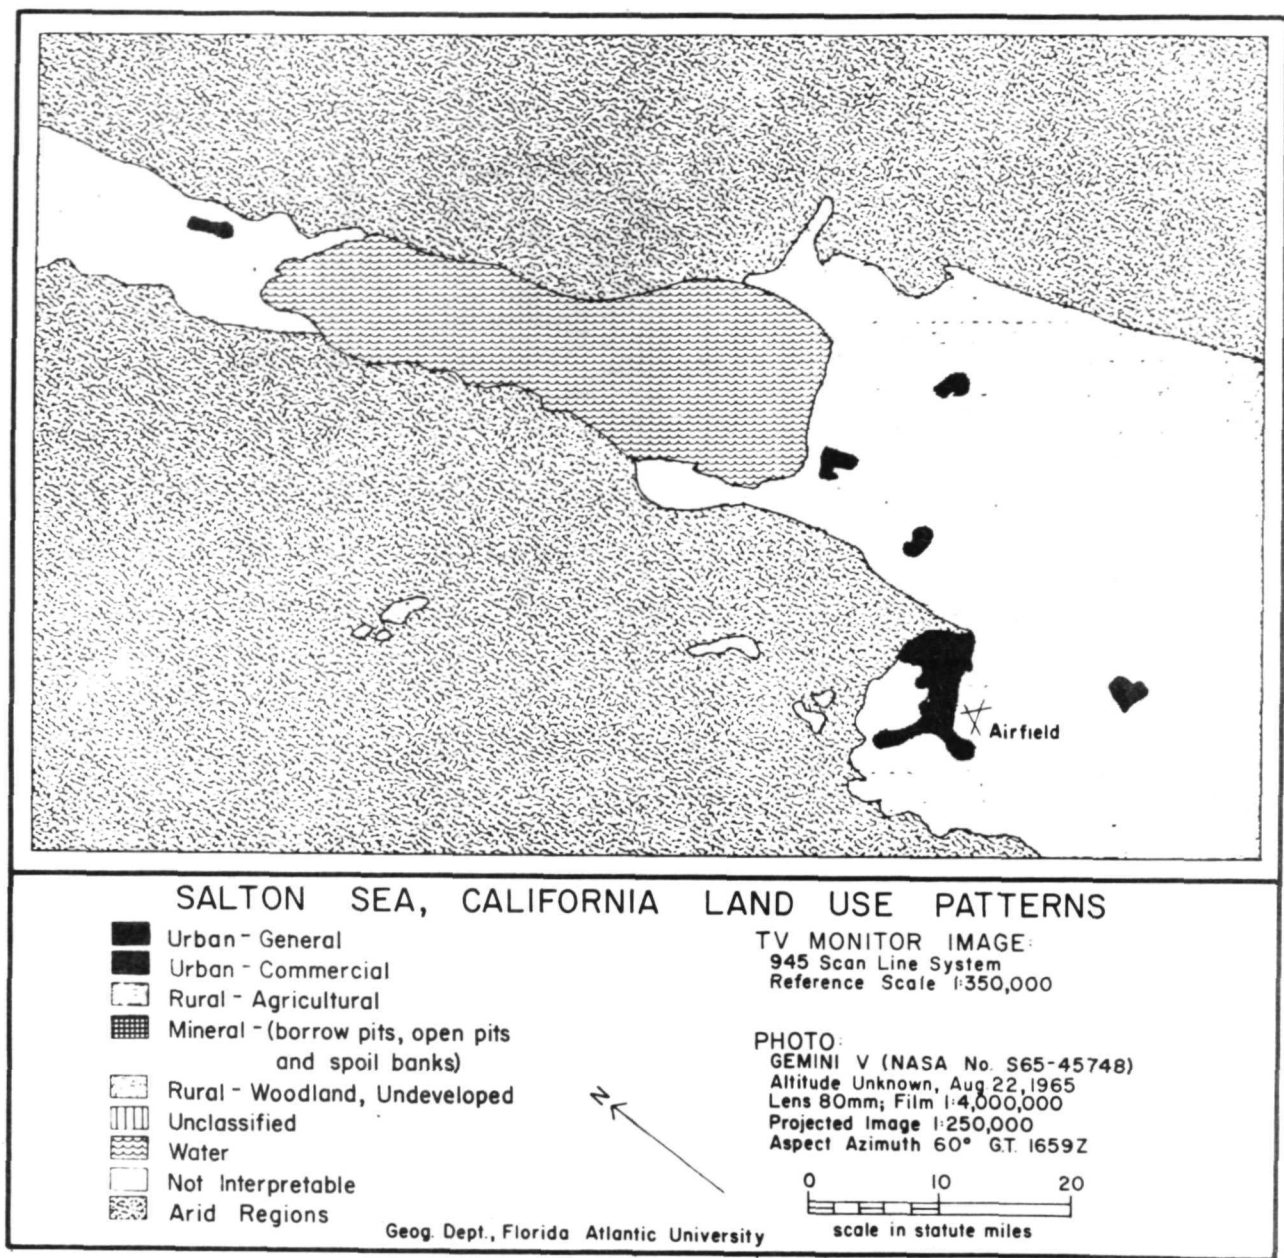 Airfield
SALTON SEA, CALIFORNIA LAND USE PATTERNS
Urban - General
Urban - Commercial
Rural - Agricultural
Mineral - (borrow pits, open pits
and spoil banks)
Rural - Woodland, Undeveloped
Unclassified
Water
Not Interpretable
Arid Regions
N
Geog. Dept., Florida Atlantic University
TV MONITOR IMAGE:
945 Scan Line System
Reference Scale 1:350,000
PHOTO:
GEMINI V (NASA No. S65-45748)
Altitude Unknown, Aug. 22, 1965
Lens 80mm; Film 1:4,000,000
Projected Image 1:250,000
Aspect Azimuth 60° G.T. 1659Z
0 10 20
scale in statute miles